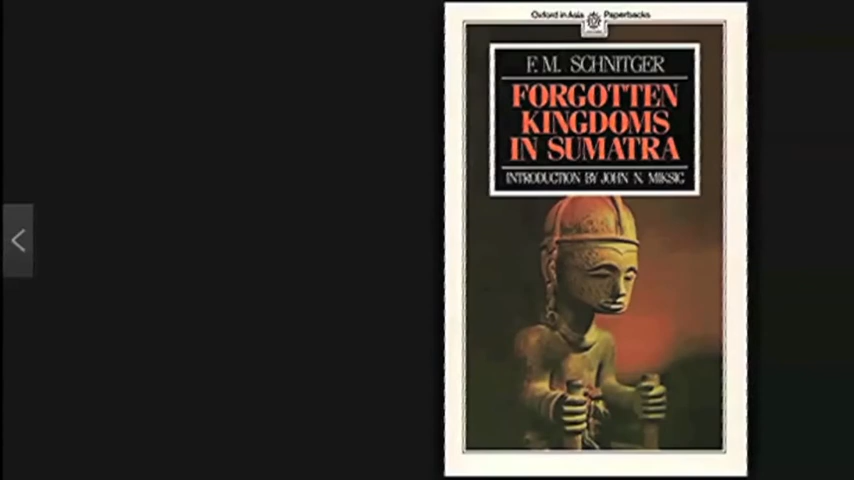 Oxford in Asia Paperbacks
F. M. SCHNITGER
FORGOTTEN
KINGDOMS
IN SUMATRA
INTRODUCTION BY JOHN N. MIKSIC